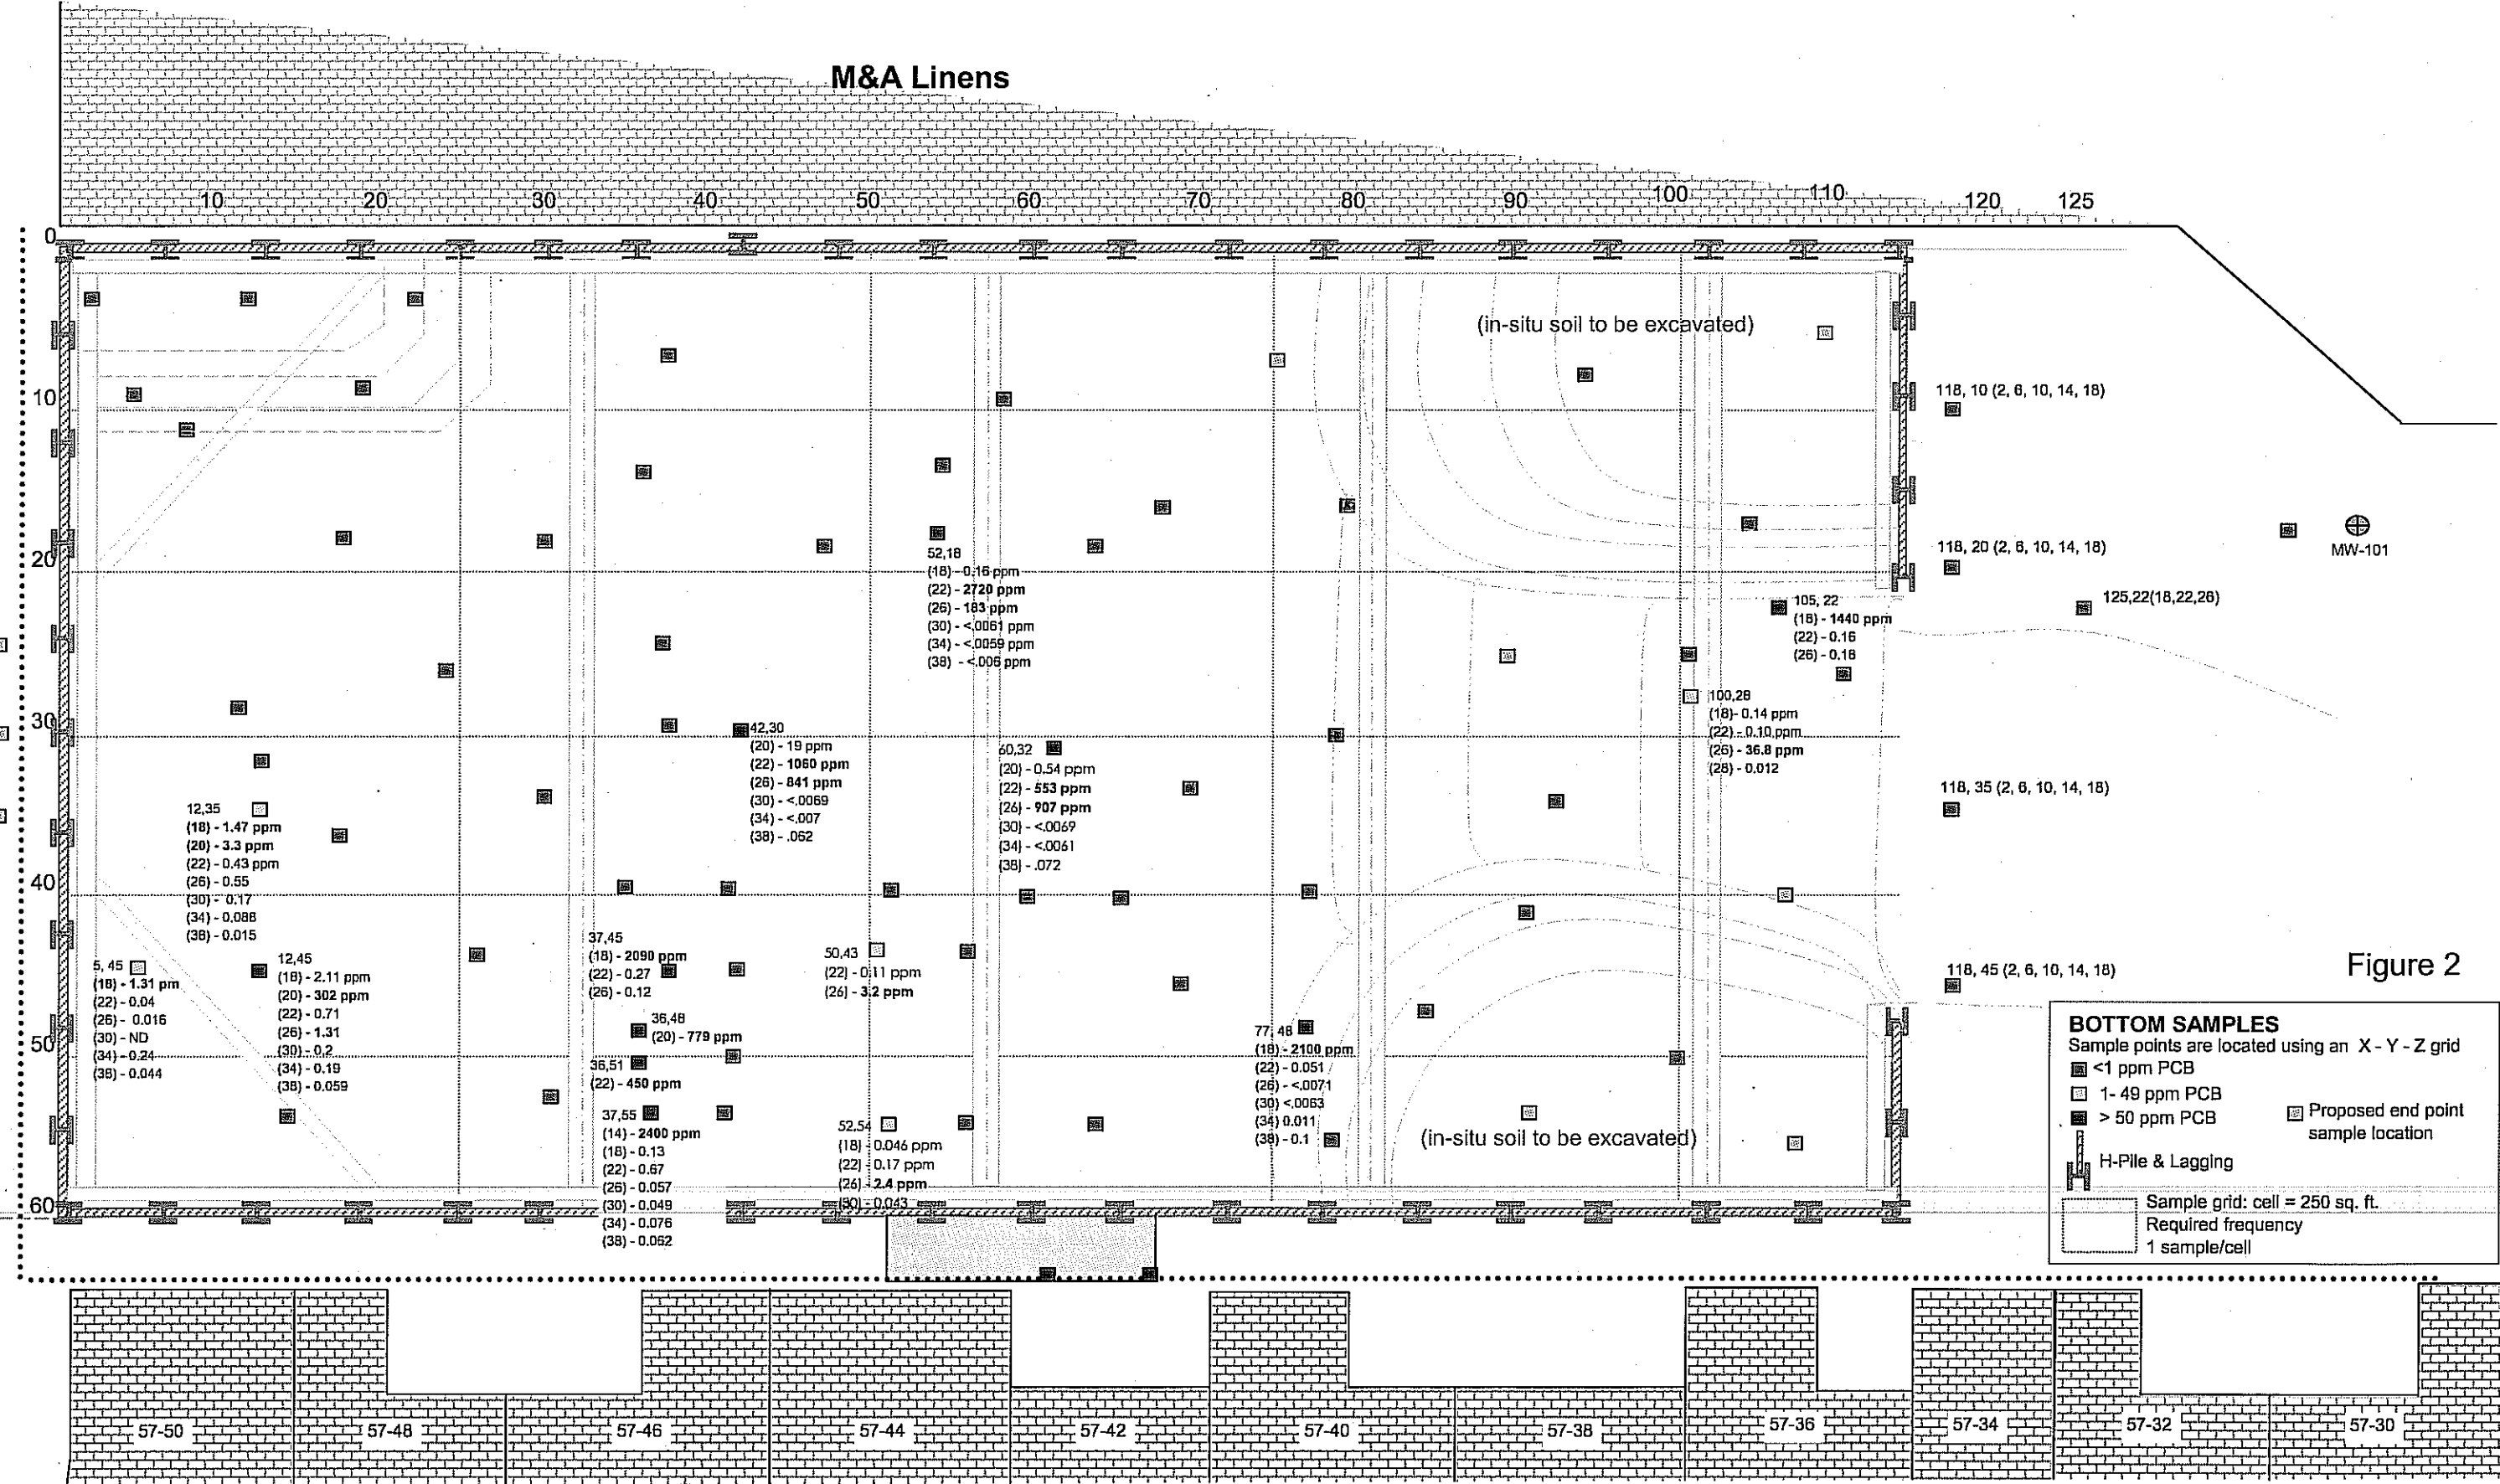 M&A Linens
10 20 30 40 50 60 70 80 90 100 110 120 125
0
10
20
30
40
50
60
(in-situ soil to be excavated)
118, 10 (2, 6, 10, 14, 18)
MW-101
118, 20 (2, 6, 10, 14, 18)
125,22(18,22,26)
52,18
(18) - 0.16 ppm
(22) - 2720 ppm
(26) - 183 ppm
(30) - <.0061 ppm
(34) - <.0059 ppm
(38) - <.006 ppm
105, 22
(18) - 1440 ppm
(22) - 0.16
(26) - 0.18
100,28
(18)- 0.14 ppm
(22) - 0.10 ppm
(26) - 36.8 ppm
(28) - 0.012
42,30
(20) - 19 ppm
(22) - 1060 ppm
(26) - 841 ppm
(30) - <.0069
(34) - <.007
(38) - .062
60,32
(20) - 0.54 ppm
(22) - 553 ppm
(26) - 907 ppm
(30) - <.0069
(34) - <.0061
(38) - .072
118, 35 (2, 6, 10, 14, 18)
12,35
(18) - 1.47 ppm
(20) - 3.3 ppm
(22) - 0.43 ppm
(26) - 0.55
(30) - 0.17
(34) - 0.088
(38) - 0.015
5, 45
(18) - 1.31 pm
(22) - 0.04
(26) - 0.016
(30) - ND
(34) - 0.24
(38) - 0.044
12,45
(18) - 2.11 ppm
(20) - 302 ppm
(22) - 0.71
(26) - 1.31
(30) - 0.2
(34) - 0.19
(38) - 0.059
37,45
(18) - 2090 ppm
(22) - 0.27
(26) - 0.12
36,48
(20) - 779 ppm
36,51
(22) - 450 ppm
37,55
(14) - 2400 ppm
(18) - 0.13
(22) - 0.67
(26) - 0.057
(30) - 0.049
(34) - 0.076
(38) - 0.062
50,43
(22) - 0.11 ppm
(26) - 3.2 ppm
52,54
(18) - 0.046 ppm
(22) - 0.17 ppm
(26) - 2.4 ppm
(30) - 0.043
77, 48
(18) - 2100 ppm
(22) - 0.051
(26) - <.0071
(30) <.0063
(34) 0.011
(38) - 0.1
(in-situ soil to be excavated)
118, 45 (2, 6, 10, 14, 18)
Figure 2
BOTTOM SAMPLES
Sample points are located using an X - Y - Z grid
<1 ppm PCB
1- 49 ppm PCB
> 50 ppm PCB
Proposed end point
sample location
H-Pile & Lagging
Sample grid: cell = 250 sq. ft.
Required frequency
1 sample/cell
57-50 57-48 57-46 57-44 57-42 57-40 57-38 57-36 57-34 57-32 57-30